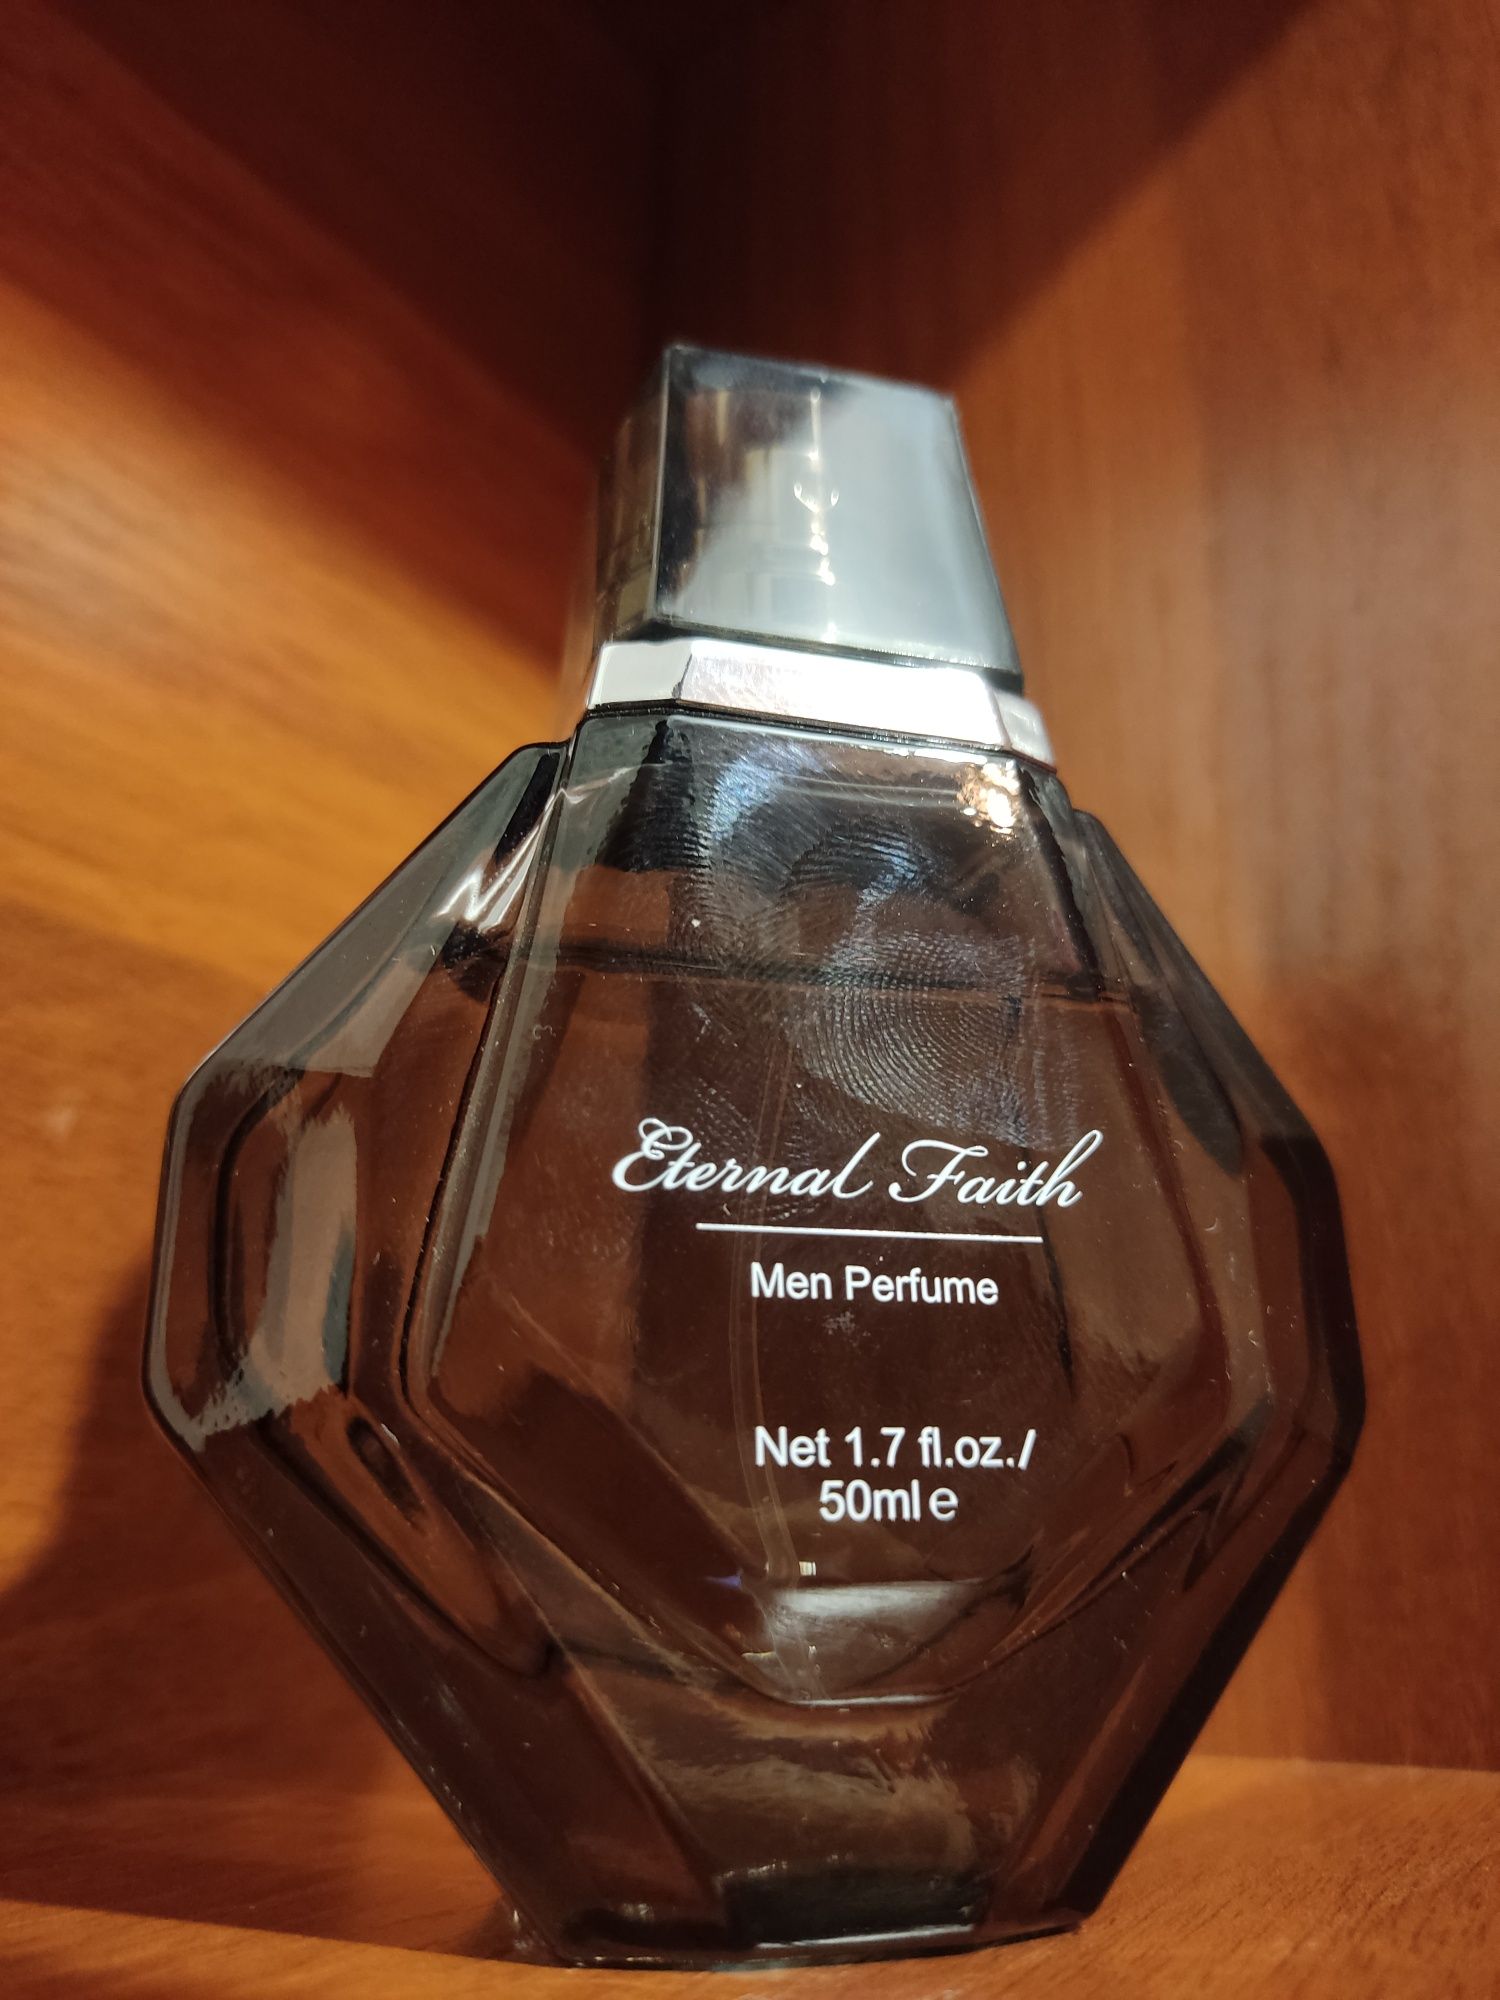 Eternal Faith
Men Perfume
Net 1.7 fl.oz./
50ml e